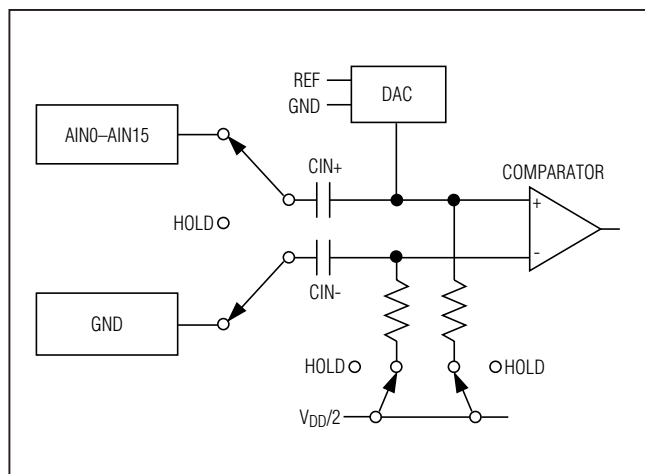 REF
GND
DAC
AIN0–AIN15
CIN+
COMPARATOR
+
HOLD
-
CIN-
GND
HOLD
HOLD
VDD/2